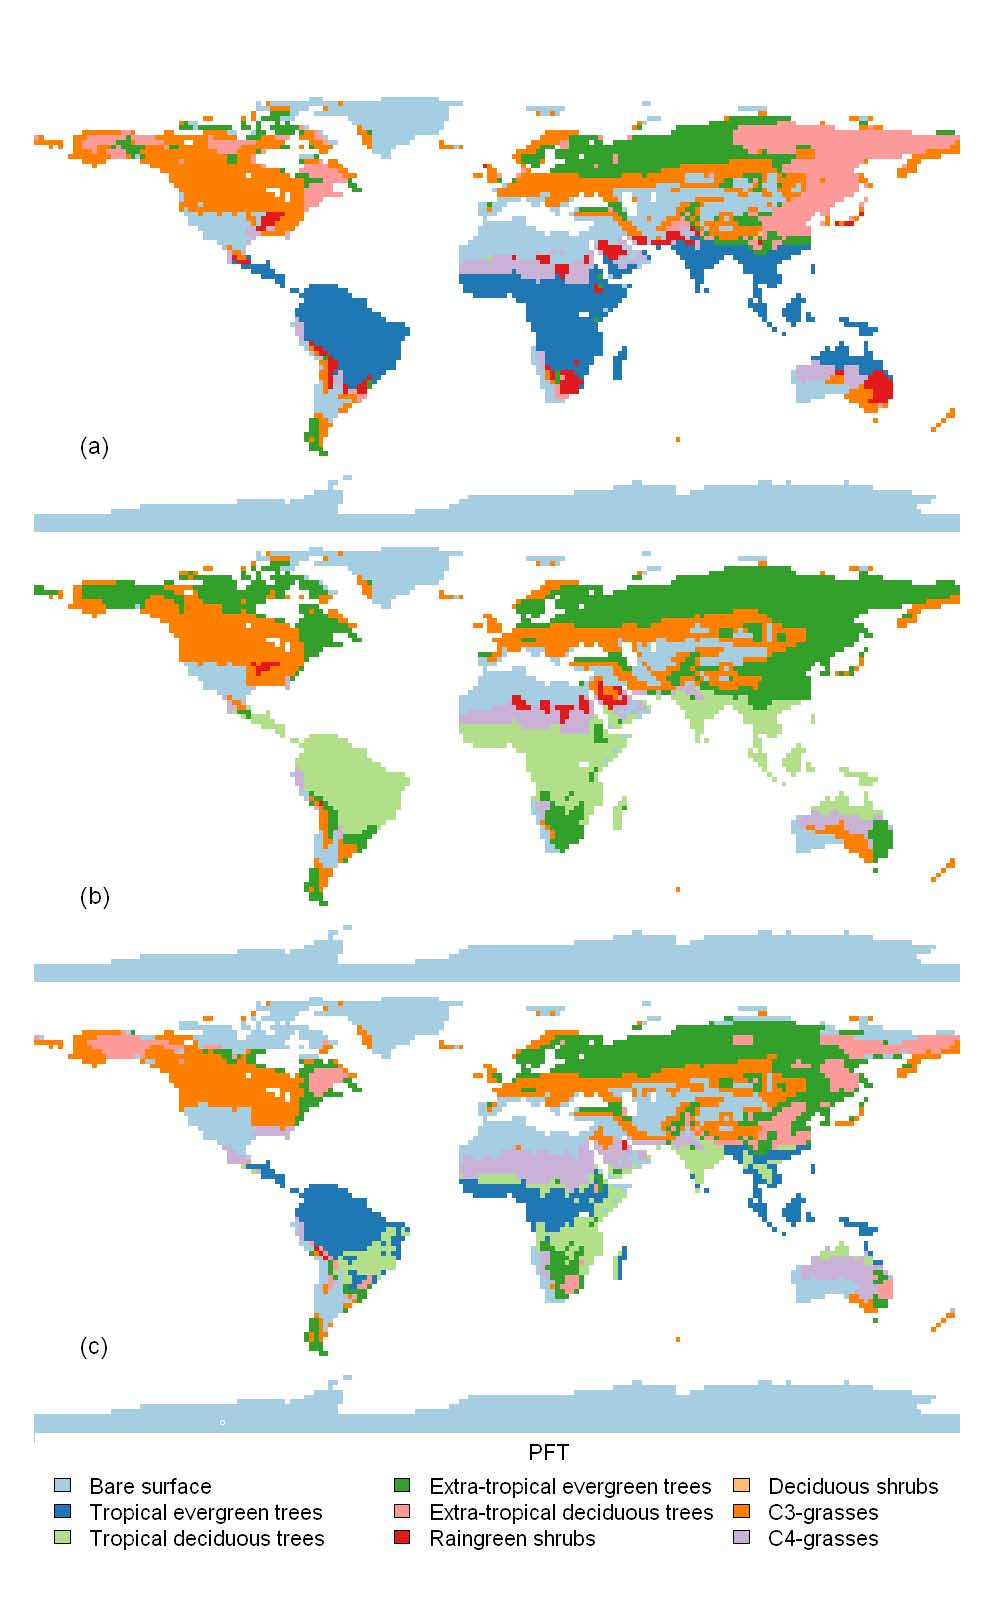 (a)
(b)
(c)
PFT
Bare surface Extra-tropical evergreen trees Deciduous shrubs
Tropical evergreen trees Extra-tropical deciduous trees C3-grasses
Tropical deciduous trees Raingreen shrubs C4-grasses